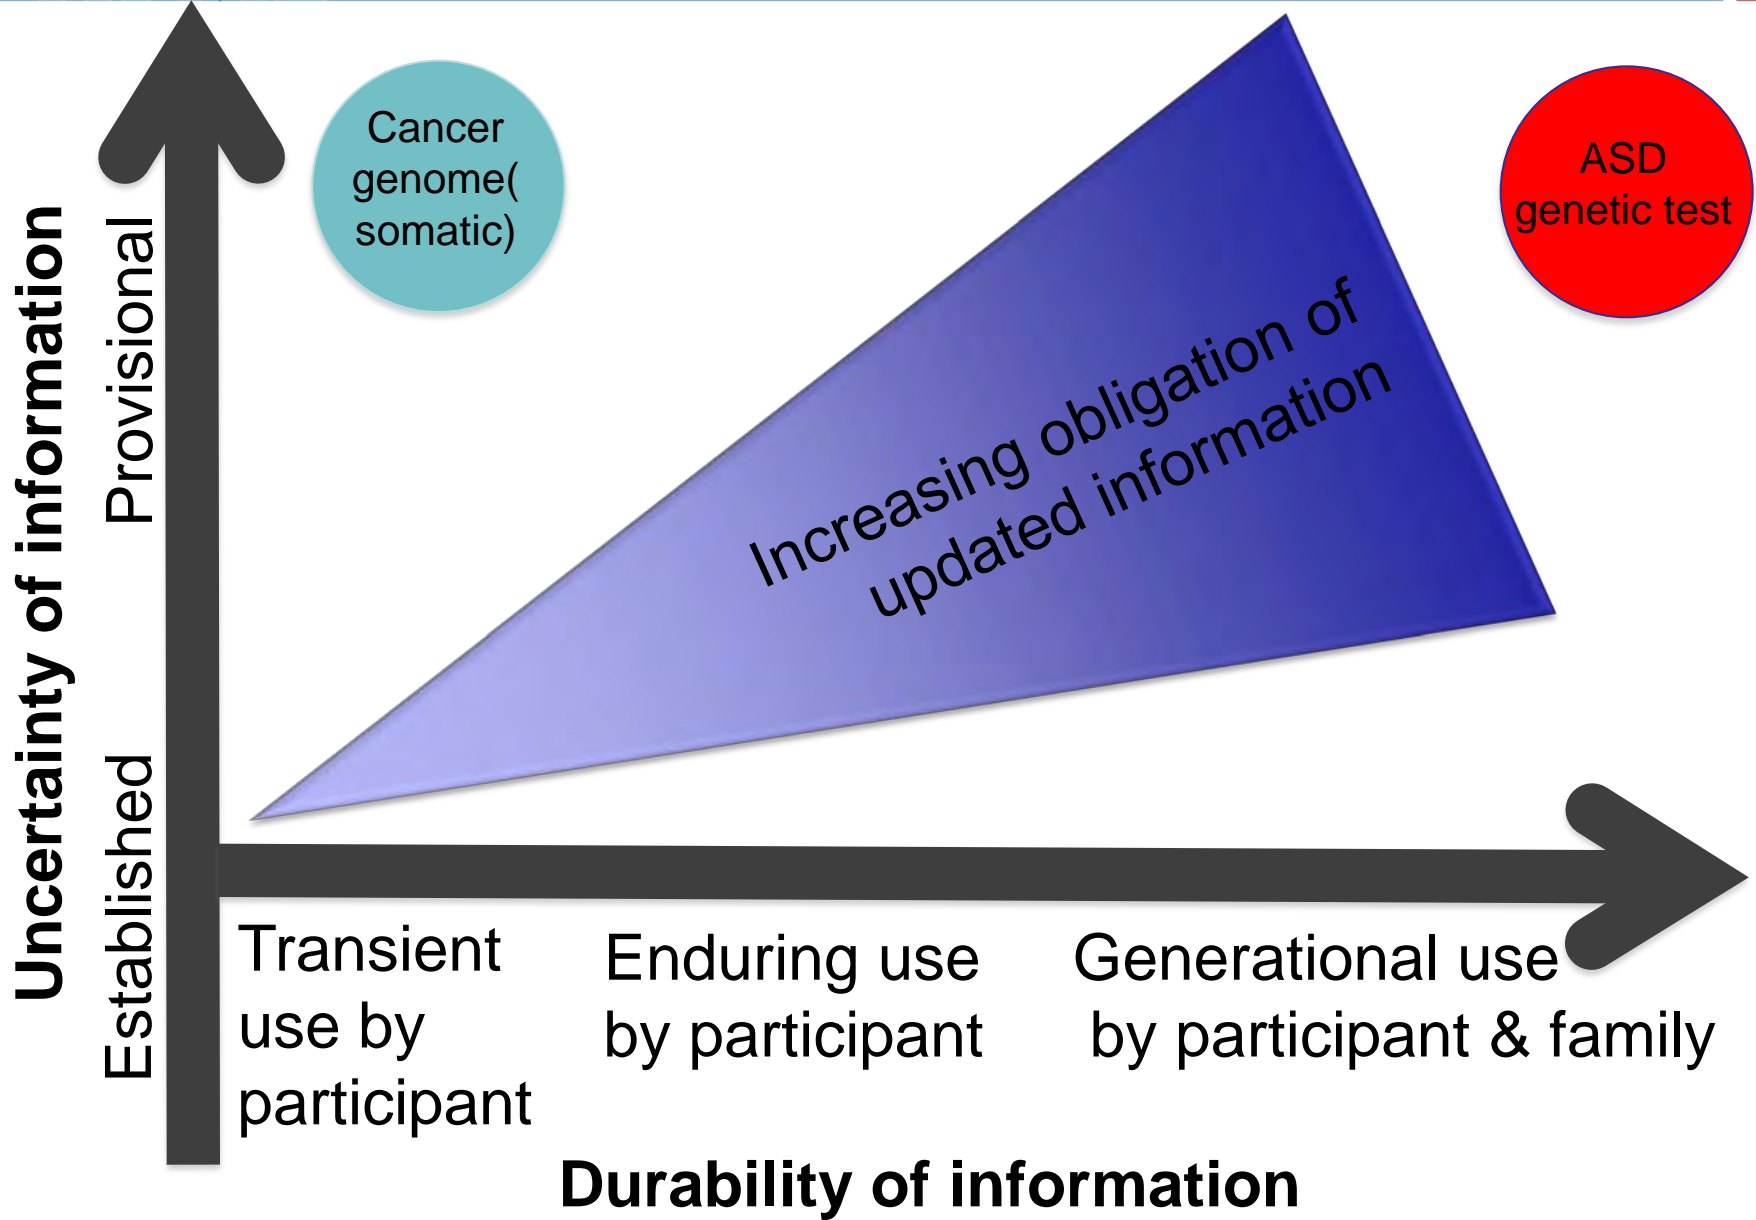 Cancer
genome(
somatic)
ASD
genetic test
Increasing obligation of
updated information
Uncertainty of information
Provisional
Established
Transient
use by
participant
Enduring use
by participant
Generational use
by participant & family
Durability of information